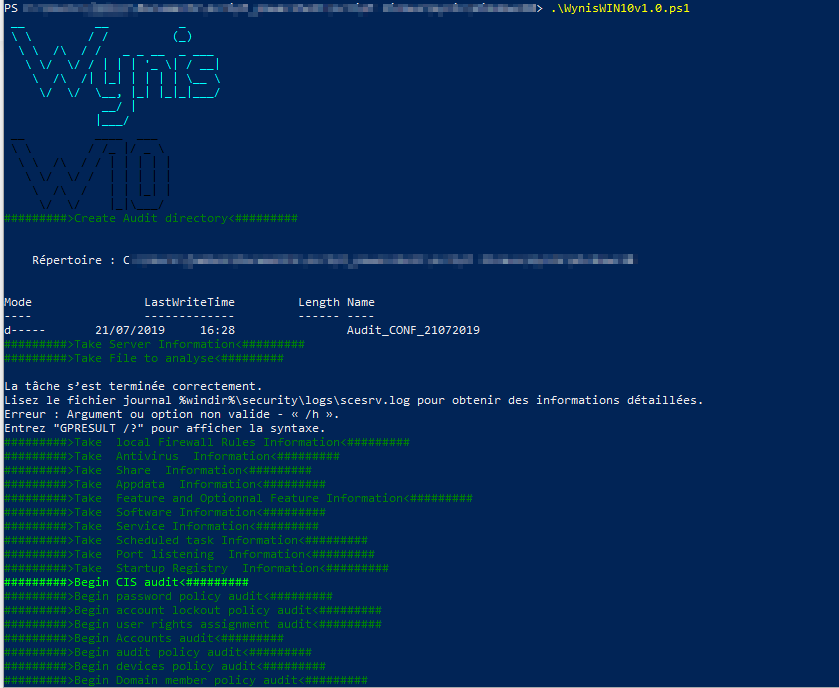 PS > .\WynisWIN10v1.0.ps1
Wynis
W10
#########>Create Audit directory<#########
Répertoire : C
Mode LastWriteTime Length Name
---- ------------- ------ ----
d----- 21/07/2019 16:28 Audit_CONF_21072019
#########>Take Server Information<#########
#########>Take File to analyse<#########
La tâche s’est terminée correctement.
Lisez le fichier journal %windir%\security\logs\scesrv.log pour obtenir des informations détaillées.
Erreur : Argument ou option non valide - « /h ».
Entrez "GPRESULT /?" pour afficher la syntaxe.
#########>Take  local Firewall Rules Information<#########
#########>Take  Antivirus  Information<#########
#########>Take  Share  Information<#########
#########>Take  Appdata  Information<#########
#########>Take  Feature and Optionnal Feature Information<#########
#########>Take  Software Information<#########
#########>Take  Service Information<#########
#########>Take  Scheduled task Information<#########
#########>Take  Port listening  Information<#########
#########>Take  Startup Registry  Information<#########
#########>Begin CIS audit<#########
#########>Begin password policy audit<#########
#########>Begin account lockout policy audit<#########
#########>Begin user rights assignment audit<#########
#########>Begin Accounts audit<#########
#########>Begin audit policy audit<#########
#########>Begin devices policy audit<#########
#########>Begin Domain member policy audit<#########